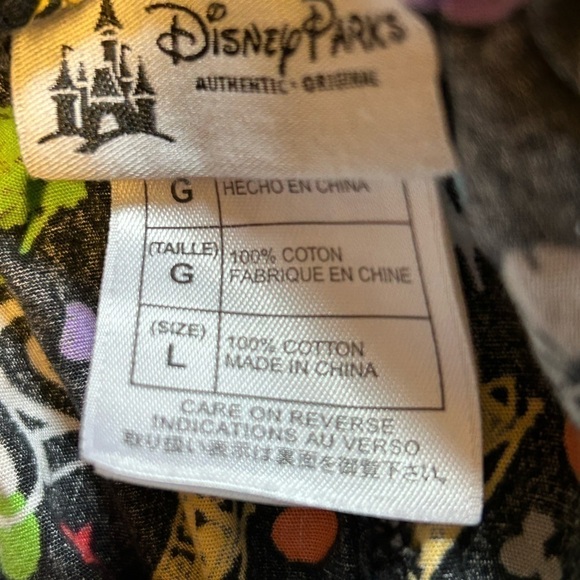 Disney Parks
AUTHENTIC • ORIGINAL
G
HECHO EN CHINA
(TAILLE)
G
100% COTON
FABRIQUE EN CHINE
(SIZE)
L
100% COTTON
MADE IN CHINA
CARE ON REVERSE
INDICATIONS AU VERSO
取り扱い表示は裏面を御覧下さい。